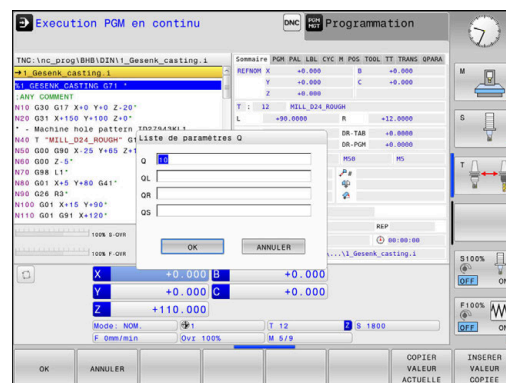 Execution PGM en continu
DNC
PGM MGT
Programmation
TNC:\nc_prog\BHB\DIN\1_Gesenk_casting.i
→1_Gesenk_casting.i
%1_GESENK_CASTING G71 *
;ANY COMMENT
N10 G30 G17 X+0 Y+0 Z-20*
N20 G31 X+150 Y+100 Z+0*
* - Machine hole pattern ID27943KL1
N40 T "MILL_D24_ROUGH" G1
N50 G00 G90 X-25 Y+65 Z+1
N60 G00 Z-5*
N70 G98 L1*
N80 G01 X+5 Y+80 G41*
N90 G26 R3*
N100 G01 X+15 Y+90*
N110 G01 G91 X+120*
100% S-OVR
100% F-OVR
Sommaire PGM PAL LBL CYC M POS TOOL TT TRANS QPARA
REFNOM X +0.000 B +0.000
Y +0.000 C +0.000
Z +0.000
T : 12 MILL_D24_ROUGH
L +90.0000 R +12.0000
DR-TAB +0.0000
DR-PGM +0.0000
M50 M5
REP
00:00:00
\...\1_Gesenk_casting.i
Liste de paramètres Q
Q 10
QL
QR
QS
OK
ANNULER
X +0.000 B +0.000
Y +0.000 C +0.000
Z +110.000
Mode: NOM. 1 T 12 Z S 1800
F 0mm/min Ovr 100% M 5/9
M
S
T
S100%
OFF ON
F100%
OFF ON
OK
ANNULER
COPIER VALEUR ACTUELLE
INSERER VALEUR COPIEE